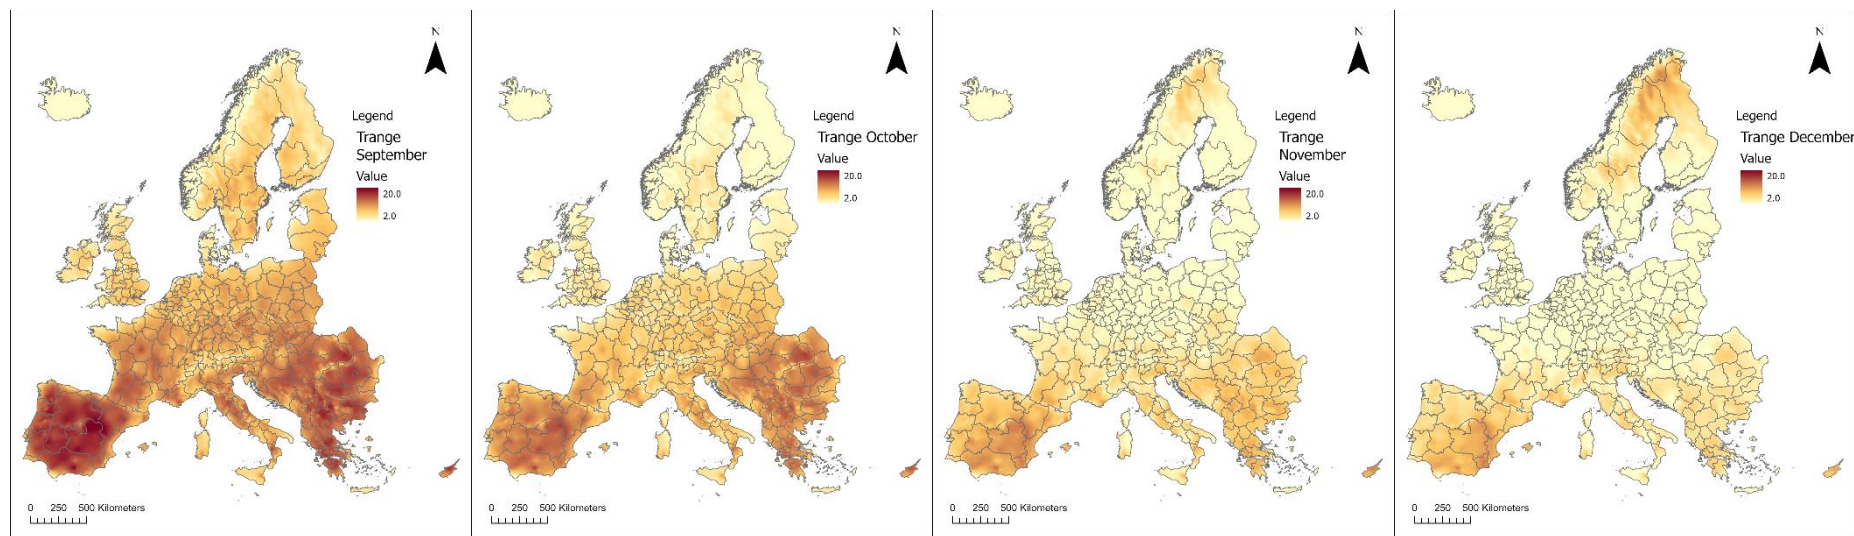 N
Legend
Trange
September
Value
20.0
2.0
0 250 500 Kilometers
N
Legend
Trange October
Value
20.0
2.0
0 250 500 Kilometers
N
Legend
Trange
November
Value
20.0
2.0
0 250 500 Kilometers
N
Legend
Trange December
Value
20.0
2.0
0 250 500 Kilometers